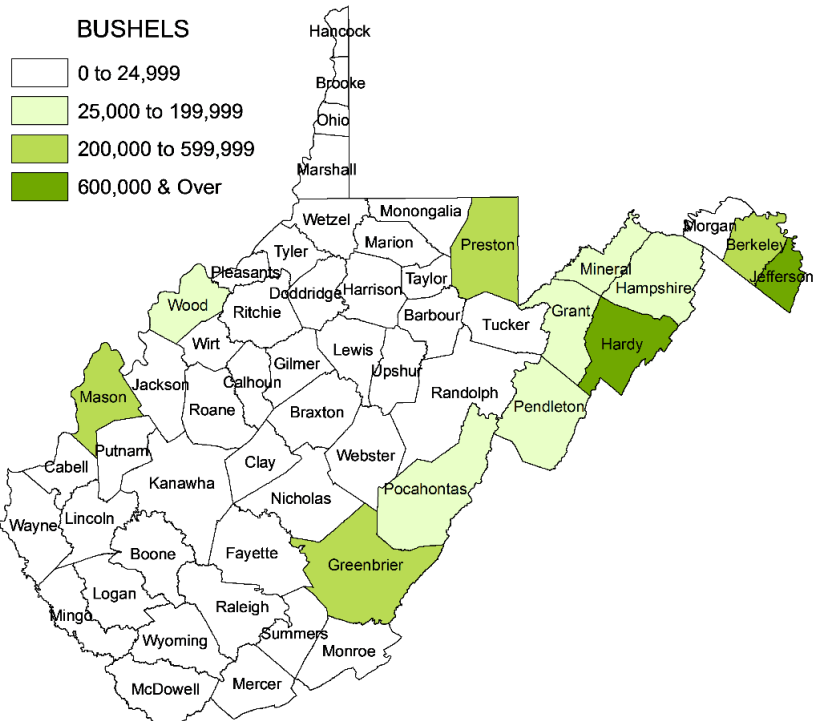 BUSHELS
0 to 24,999
25,000 to 199,999
200,000 to 599,999
600,000 & Over
Hancock
Brooke
Ohio
Marshall
Wetzel
Monongalia
Marion
Preston
Tyler
Pleasants
Doddridge
Harrison
Taylor
Wood
Ritchie
Barbour
Tucker
Mineral
Hampshire
Morgan
Berkeley
Jefferson
Grant
Hardy
Wirt
Gilmer
Lewis
Upshur
Randolph
Pendleton
Mason
Jackson
Calhoun
Roane
Braxton
Putnam
Cabell
Kanawha
Clay
Webster
Pocahontas
Nicholas
Wayne
Lincoln
Boone
Fayette
Greenbrier
Logan
Mingo
Raleigh
Wyoming
Summers
Monroe
McDowell
Mercer